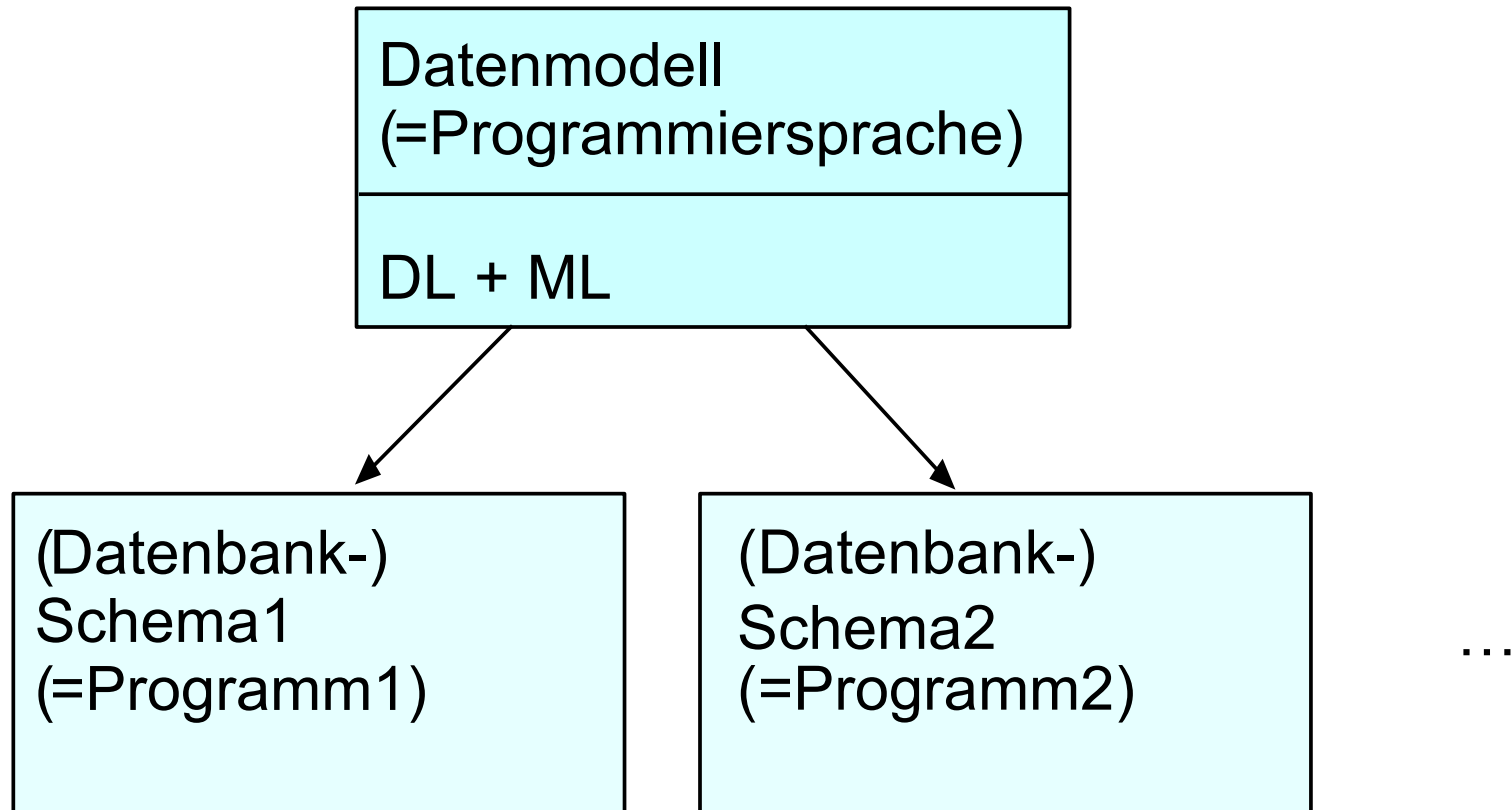 Datenmodell
(=Programmiersprache)
DL + ML
(Datenbank-)
Schema1
(=Programm1)
(Datenbank-)
Schema2
(=Programm2)
...